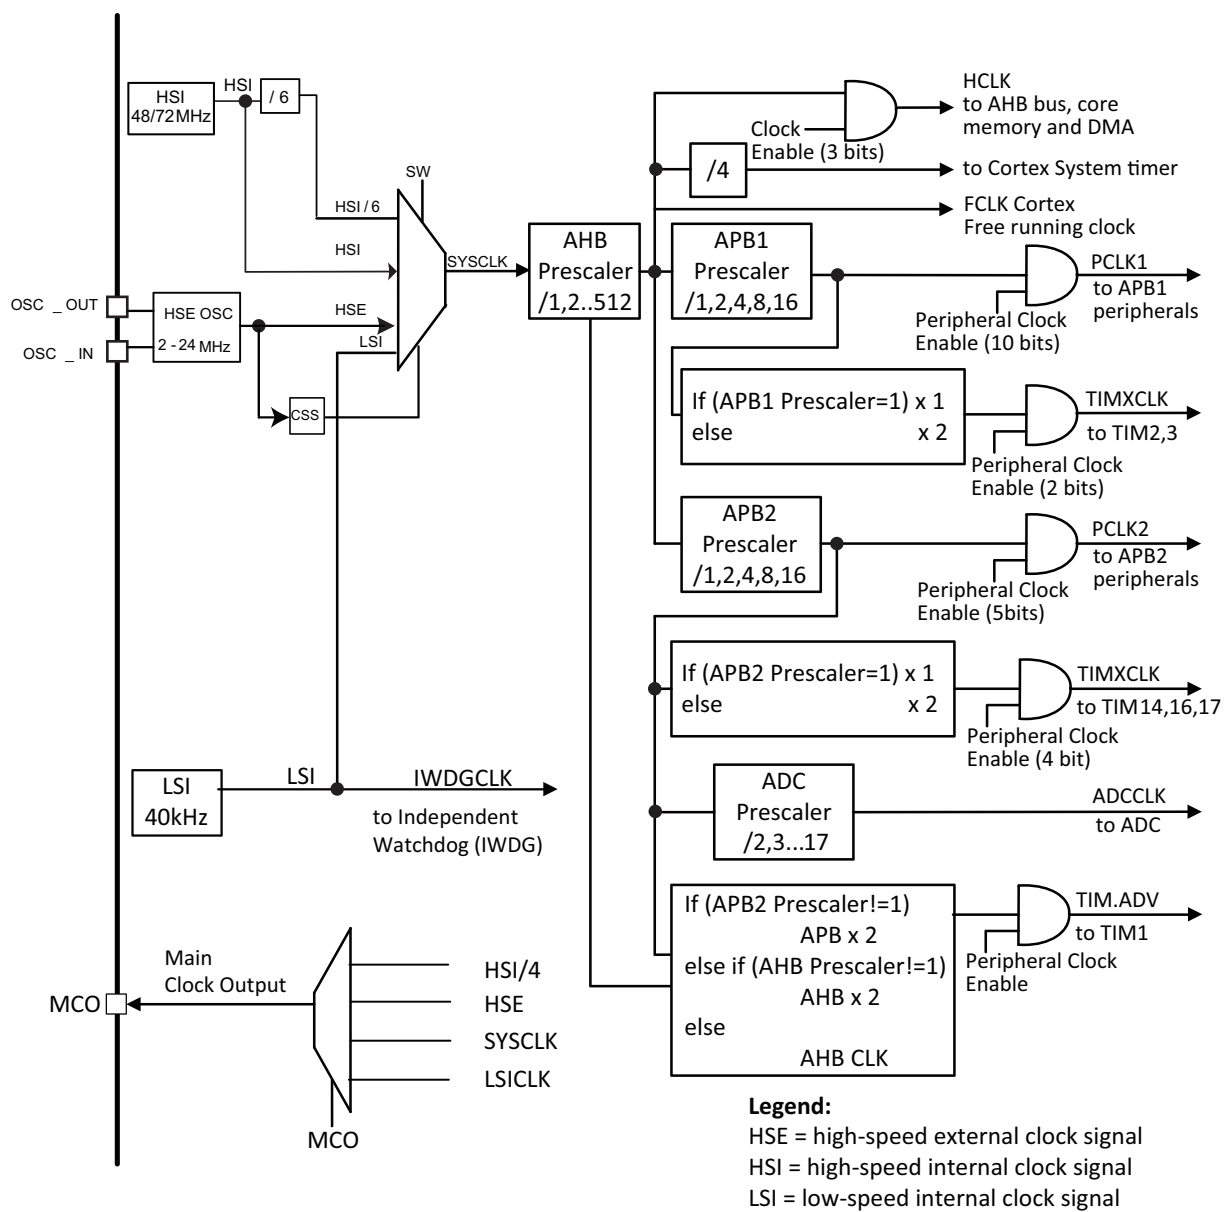 HSI
48/72MHz
HSI
/ 6
SW
HSI / 6
HSI
SYSCLK
OSC _ OUT
OSC _ IN
HSE OSC
2 - 24 MHz
HSE
LSI
CSS
AHB
Prescaler
/1,2..512
HCLK
to AHB bus, core
memory and DMA
Clock
Enable (3 bits)
/4
to Cortex System timer
FCLK Cortex
Free running clock
APB1
Prescaler
/1,2,4,8,16
PCLK1
to APB1
peripherals
Peripheral Clock
Enable (10 bits)
If (APB1 Prescaler=1) x 1
else x 2
TIMXCLK
to TIM2,3
Peripheral Clock
Enable (2 bits)
APB2
Prescaler
/1,2,4,8,16
PCLK2
to APB2
peripherals
Peripheral Clock
Enable (5bits)
If (APB2 Prescaler=1) x 1
else x 2
TIMXCLK
to TIM14,16,17
Peripheral Clock
Enable (4 bit)
LSI
40kHz
LSI
IWDGCLK
to Independent
Watchdog (IWDG)
ADC
Prescaler
/2,3...17
ADCCLK
to ADC
If (APB2 Prescaler!=1)
APB x 2
else if (AHB Prescaler!=1)
AHB x 2
else
AHB CLK
TIM.ADV
to TIM1
Peripheral Clock
Enable
Main
Clock Output
MCO
HSI/4
HSE
SYSCLK
LSICLK
MCO
Legend:
HSE = high-speed external clock signal
HSI = high-speed internal clock signal
LSI = low-speed internal clock signal